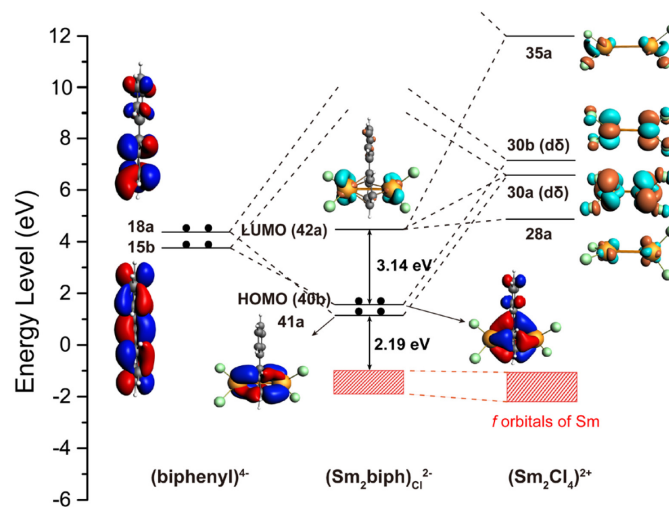 12
10
8
6
4
2
0
-2
-4
-6
Energy Level (eV)
18a
15b
LUMO (42a)
3.14 eV
HOMO (40b)
41a
2.19 eV
35a
30b (dδ)
30a (dδ)
28a
f orbitals of Sm
(biphenyl)⁴⁻
(Sm₂biph)Cl²⁻
(Sm₂Cl₄)²⁺